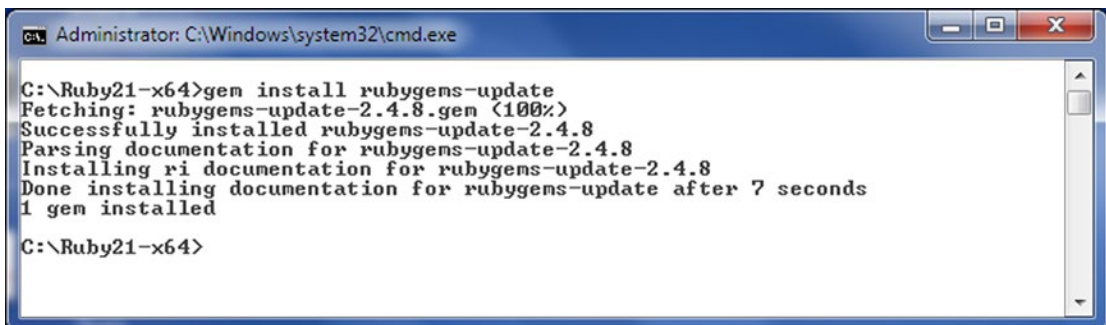 Administrator: C:\Windows\system32\cmd.exe
C:\Ruby21-x64>gem install rubygems-update
Fetching: rubygems-update-2.4.8.gem (100%)
Successfully installed rubygems-update-2.4.8
Parsing documentation for rubygems-update-2.4.8
Installing ri documentation for rubygems-update-2.4.8
Done installing documentation for rubygems-update after 7 seconds
1 gem installed
C:\Ruby21-x64>